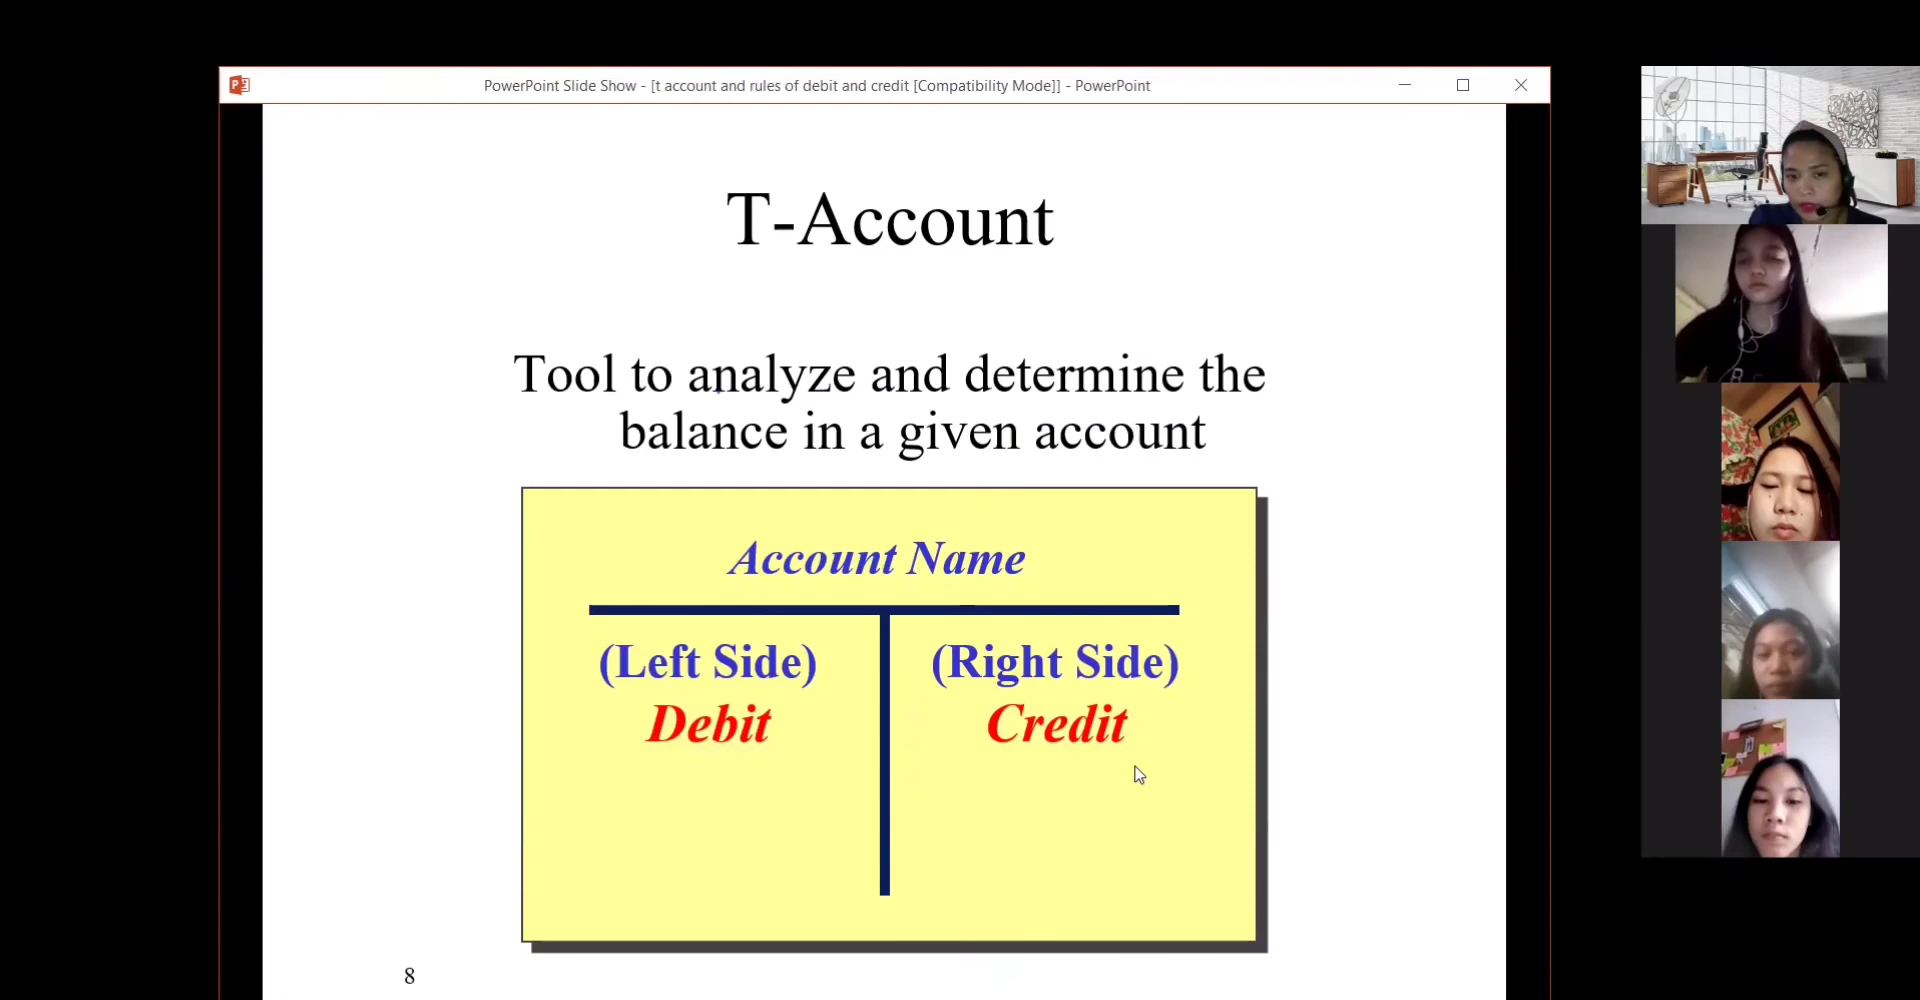 PowerPoint Slide Show - [t account and rules of debit and credit [Compatibility Mode]] - PowerPoint
T-Account
Tool to analyze and determine the
balance in a given account
Account Name
(Left Side) (Right Side)
Debit Credit
8